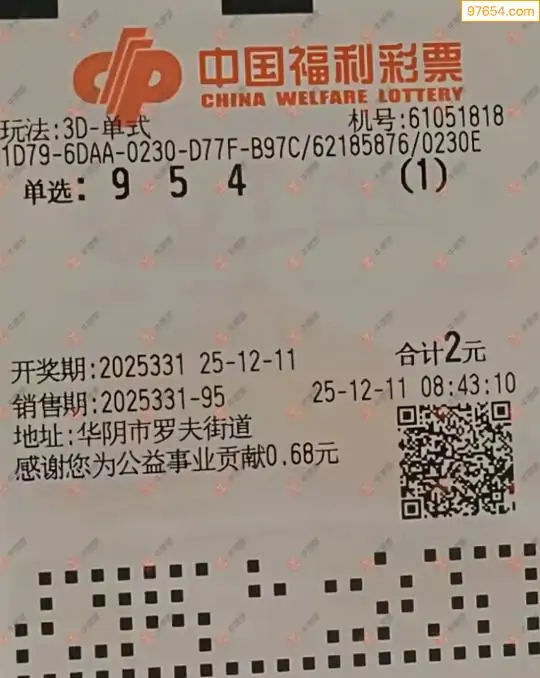 97654.com
中国福利彩票
CHINA WELFARE LOTTERY
玩法:3D-单式 机号:61051818
1D79-6DAA-0230-D77F-B97C/62185876/0230E
单选: 9 5 4 (1)
开奖期:2025331 25-12-11 合计2元
销售期:2025331-95 25-12-11 08:43:10
地址:华阴市罗夫街道
感谢您为公益事业贡献0.68元